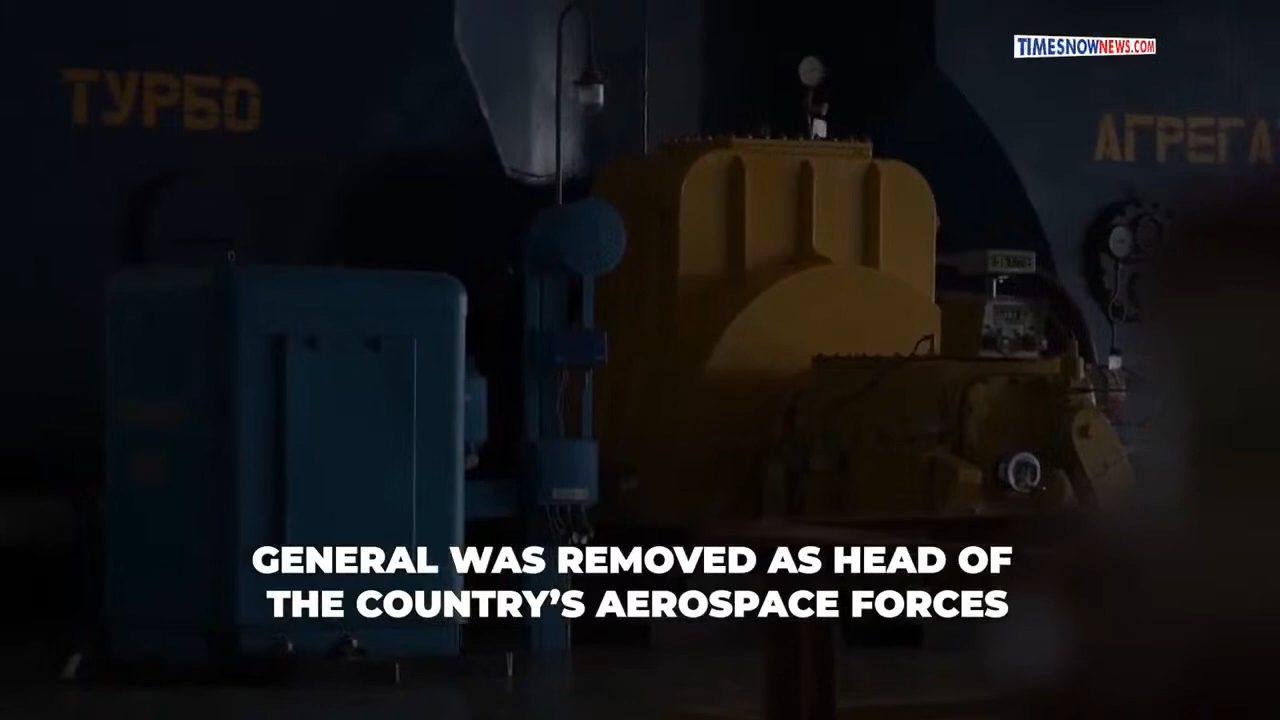 TIMESNOWNEWS.COM
ТУРБО
АГРЕГА
GENERAL WAS REMOVED AS HEAD OF
THE COUNTRY’S AEROSPACE FORCES